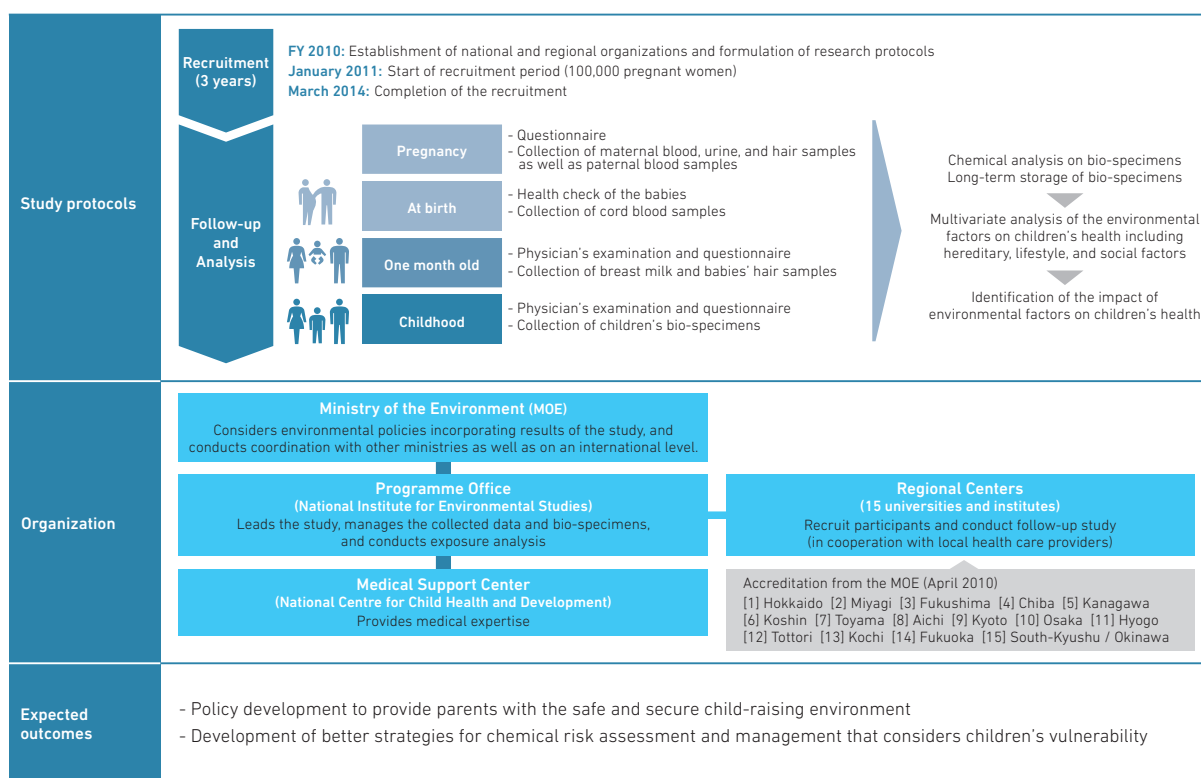 Study protocols
Recruitment
(3 years)
FY 2010: Establishment of national and regional organizations and formulation of research protocols
January 2011: Start of recruitment period (100,000 pregnant women)
March 2014: Completion of the recruitment
Follow-up
and
Analysis
Pregnancy
- Questionnaire
- Collection of maternal blood, urine, and hair samples
as well as paternal blood samples
At birth
- Health check of the babies
- Collection of cord blood samples
One month old
- Physician's examination and questionnaire
- Collection of breast milk and babies' hair samples
Childhood
- Physician's examination and questionnaire
- Collection of children's bio-specimens
Chemical analysis on bio-specimens
Long-term storage of bio-specimens
Multivariate analysis of the environmental
factors on children's health including
hereditary, lifestyle, and social factors
Identification of the impact of
environmental factors on children's health
Organization
Ministry of the Environment (MOE)
Considers environmental policies incorporating results of the study, and
conducts coordination with other ministries as well as on an international level.
Programme Office
(National Institute for Environmental Studies)
Leads the study, manages the collected data and bio-specimens,
and conducts exposure analysis
Medical Support Center
(National Centre for Child Health and Development)
Provides medical expertise
Regional Centers
(15 universities and institutes)
Recruit participants and conduct follow-up study
(in cooperation with local health care providers)
Accreditation from the MOE (April 2010)
[1] Hokkaido [2] Miyagi [3] Fukushima [4] Chiba [5] Kanagawa
[6] Koshin [7] Toyama [8] Aichi [9] Kyoto [10] Osaka [11] Hyogo
[12] Tottori [13] Kochi [14] Fukuoka [15] South-Kyushu / Okinawa
Expected
outcomes
- Policy development to provide parents with the safe and secure child-raising environment
- Development of better strategies for chemical risk assessment and management that considers children's vulnerability